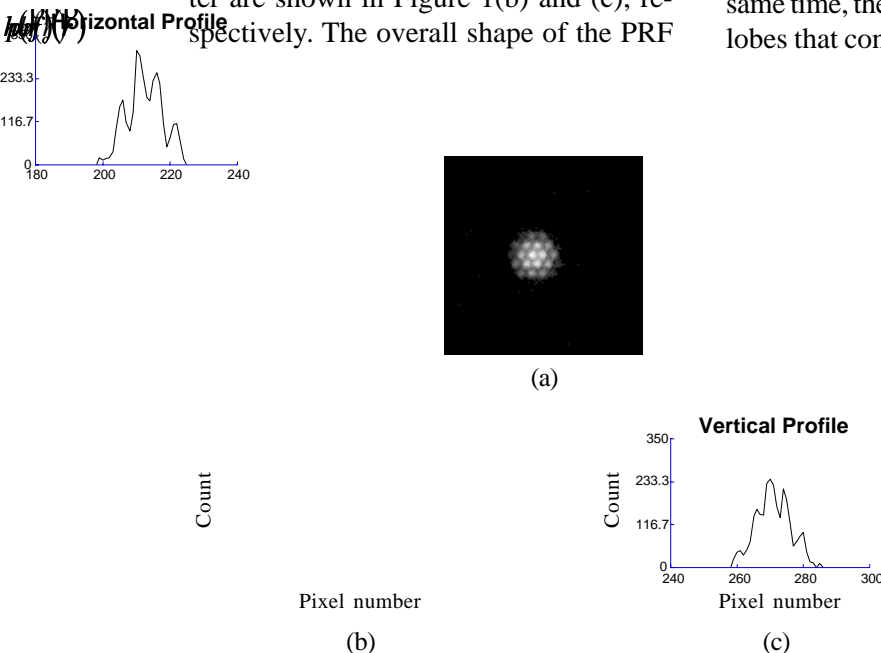 ter are shown in Figure 1(b) and (c), re-
spectively. The overall shape of the PRF
same time, the
lobes that con
Horizontal Profile
233.3
116.7
0
180 200 220 240
(a)
Vertical Profile
350
233.3
116.7
0
240 260 280 300
Count
Pixel number
(b)
Count
Pixel number
(c)